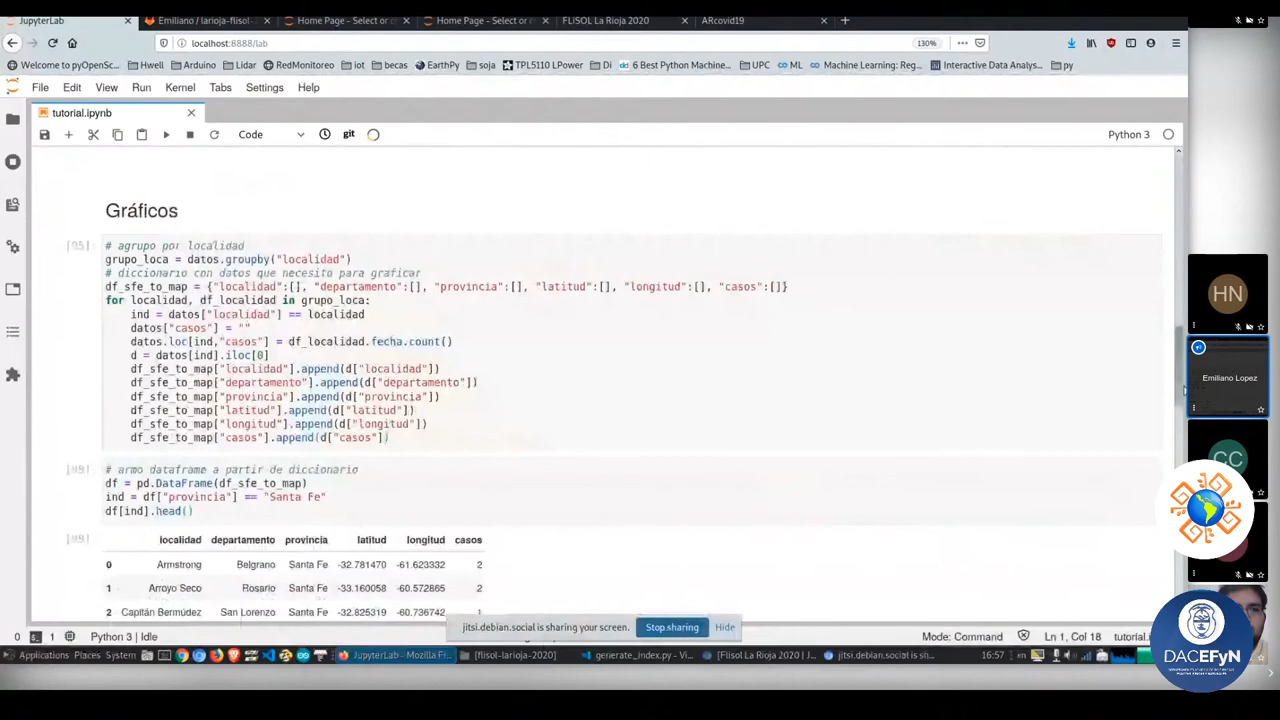 JupyterLab
Emiliano / larioja-flisol-
Home Page - Select or c
Home Page - Select or c
FLISOL La Rioja 2020
ARcovid19
localhost:8888/lab
130%
Welcome to pyOpenSc...
Hwell
Arduino
Lidar
RedMonitoreo
iot
becas
EarthPy
soja
TPL5110 LPower
Di
6 Best Python Machine...
UPC
ML
Machine Learning: Reg...
Interactive Data Analys...
py
File Edit View Run Kernel Tabs Settings Help
tutorial.ipynb
Code
git
Python 3
Gráficos
[95]
# agrupo por localidad
grupo_loca = datos.groupby("localidad")
# diccionario con datos que necesito para graficar
df_sfe_to_map = {"localidad":[], "departamento":[], "provincia":[], "latitud":[], "longitud":[], "casos":[]}
for localidad, df_localidad in grupo_loca:
ind = datos["localidad"] == localidad
datos["casos"] = ""
datos.loc[ind,"casos"] = df_localidad.fecha.count()
d = datos[ind].iloc[0]
df_sfe_to_map["localidad"].append(d["localidad"])
df_sfe_to_map["departamento"].append(d["departamento"])
df_sfe_to_map["provincia"].append(d["provincia"])
df_sfe_to_map["latitud"].append(d["latitud"])
df_sfe_to_map["longitud"].append(d["longitud"])
df_sfe_to_map["casos"].append(d["casos"])
# armo dataframe a partir de diccionario
df = pd.DataFrame(df_sfe_to_map)
ind = df["provincia"] == "Santa Fe"
df[ind].head()
localidad departamento provincia latitud longitud casos
0 Armstrong Belgrano Santa Fe -32.781470 -61.623332 2
1 Arroyo Seco Rosario Santa Fe -33.160058 -60.572865 2
2 Capitán Bermúdez San Lorenzo Santa Fe -32.825319 -60.736742 1
jitsi.debian.social is sharing your screen.
Stop sharing
Hide
0
1
Python 3 | Idle
Mode: Command
Ln 1, Col 18
tutorial.
Applications Places System
JupyterLab - Mozilla Fi...
[flisol-larioja-2020]
generate_index.py - Vi...
[Flisol La Rioja 2020 | J...
jitsi.debian.social is sh...
16:57
HN
Emiliano Lopez
CC
DACEFyN